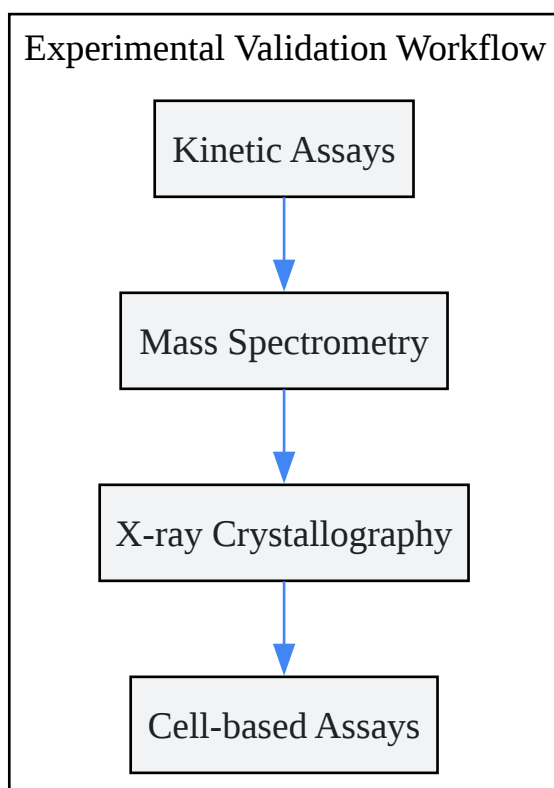 Experimental Validation Workflow
Kinetic Assays
Mass Spectrometry
X-ray Crystallography
Cell-based Assays